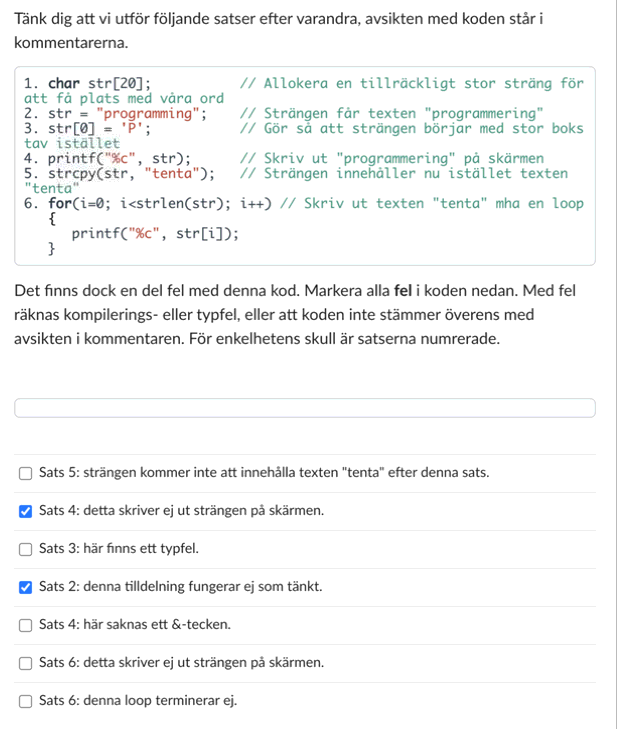 Tänk dig att vi utför följande satser efter varandra, avsikten med koden står i
kommentarerna.
1. char str[20];          // Allokera en tillräckligt stor sträng för
att få plats med våra ord
2. str = "programming";    // Strängen får texten "programmering"
3. str[0] = 'P';          // Gör så att strängen börjar med stor boks
tav istället
4. printf("%c", str);      // Skriv ut "programmering" på skärmen
5. strcpy(str, "tenta");   // Strängen innehåller nu istället texten
"tenta"
6. for(i=0; i<strlen(str); i++) // Skriv ut texten "tenta" mha en loop
{
printf("%c", str[i]);
}
Det finns dock en del fel med denna kod. Markera alla fel i koden nedan. Med fel
räknas kompilerings- eller typfel, eller att koden inte stämmer överens med
avsikten i kommentaren. För enkelhetens skull är satserna numrerade.
Sats 5: strängen kommer inte att innehålla texten "tenta" efter denna sats.
Sats 4: detta skriver ej ut strängen på skärmen.
Sats 3: här finns ett typfel.
Sats 2: denna tilldelning fungerar ej som tänkt.
Sats 4: här saknas ett &-tecken.
Sats 6: detta skriver ej ut strängen på skärmen.
Sats 6: denna loop terminerar ej.